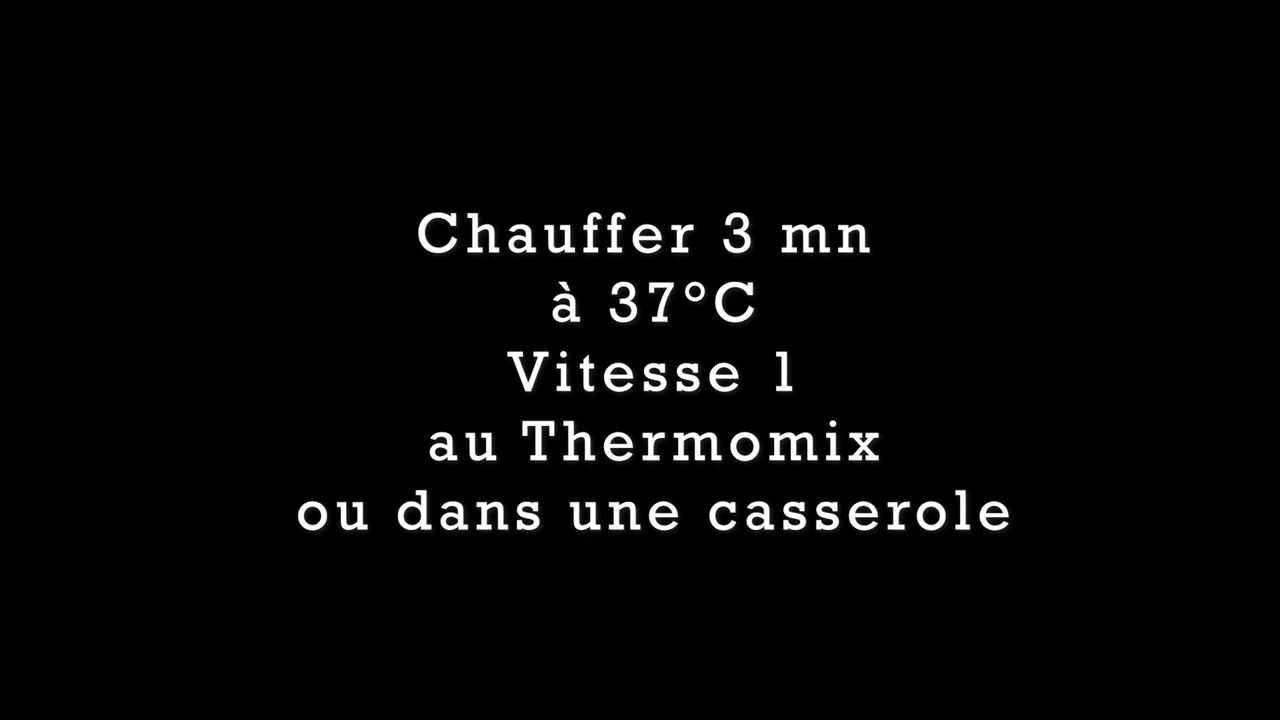 Chauffer 3 mn
à 37°C
Vitesse 1
au Thermomix
ou dans une casserole